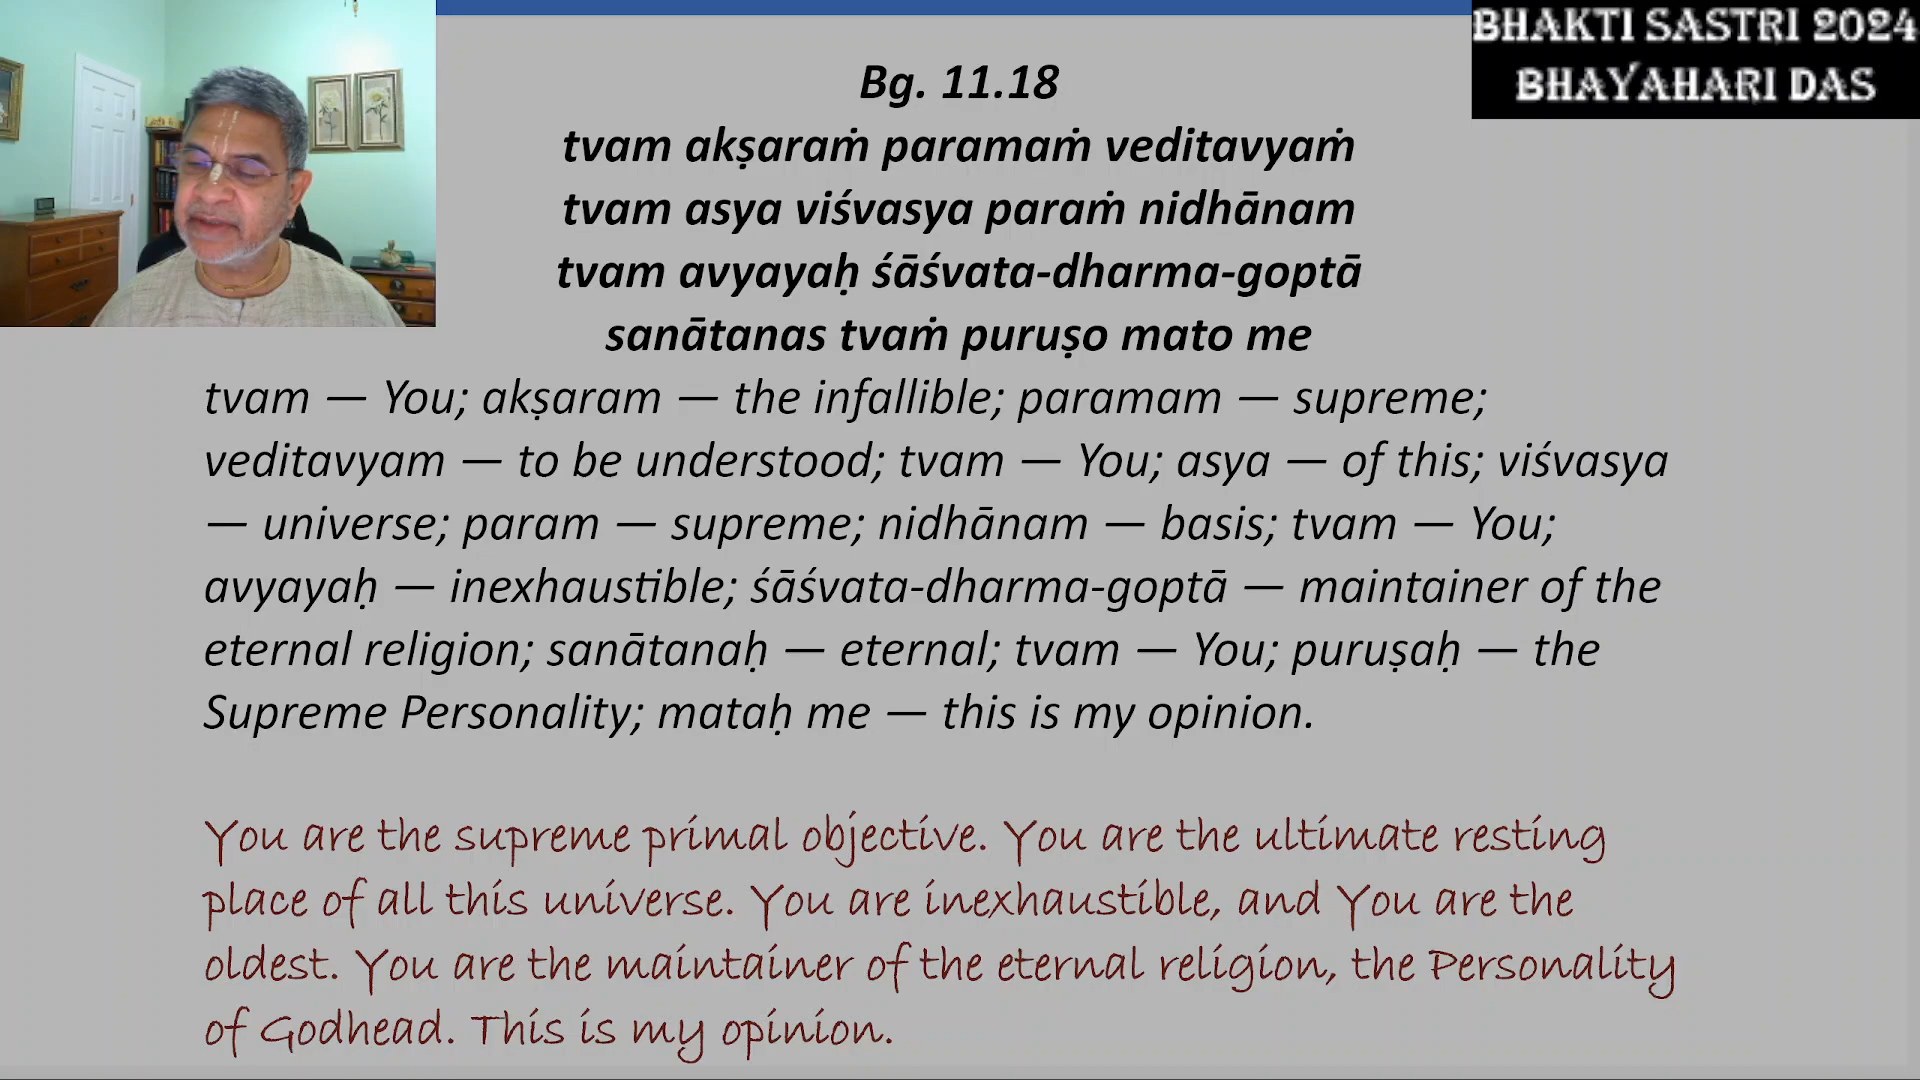 BHAKTI SASTRI 2024
BHAYAHARI DAS
Bg. 11.18
tvam akṣaraṁ paramaṁ veditavyaṁ
tvam asya viśvasya paraṁ nidhānam
tvam avyayaḥ śāśvata-dharma-goptā
sanātanas tvaṁ puruṣo mato me
tvam — You; akṣaram — the infallible; paramam — supreme;
veditavyam — to be understood; tvam — You; asya — of this; viśvasya
— universe; param — supreme; nidhānam — basis; tvam — You;
avyayaḥ — inexhaustible; śāśvata-dharma-goptā — maintainer of the
eternal religion; sanātanaḥ — eternal; tvam — You; puruṣaḥ — the
Supreme Personality; mataḥ me — this is my opinion.
You are the supreme primal objective. You are the ultimate resting
place of all this universe. You are inexhaustible, and You are the
oldest. You are the maintainer of the eternal religion, the Personality
of Godhead. This is my opinion.